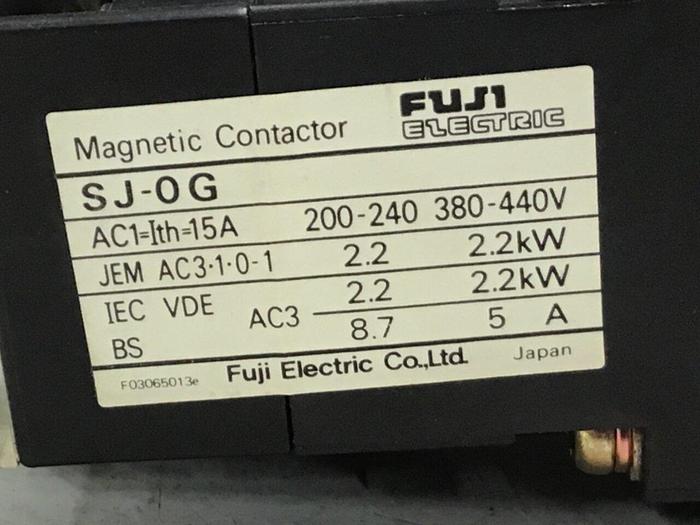 Magnetic Contactor FUJI ELECTRIC
SJ-0G
AC1=Ith=15A 200-240 380-440V
JEM AC3·1·0-1 2.2 2.2kW
IEC VDE 2.2 2.2kW
BS AC3 8.7 5 A
F03065013e Fuji Electric Co.,Ltd. Japan